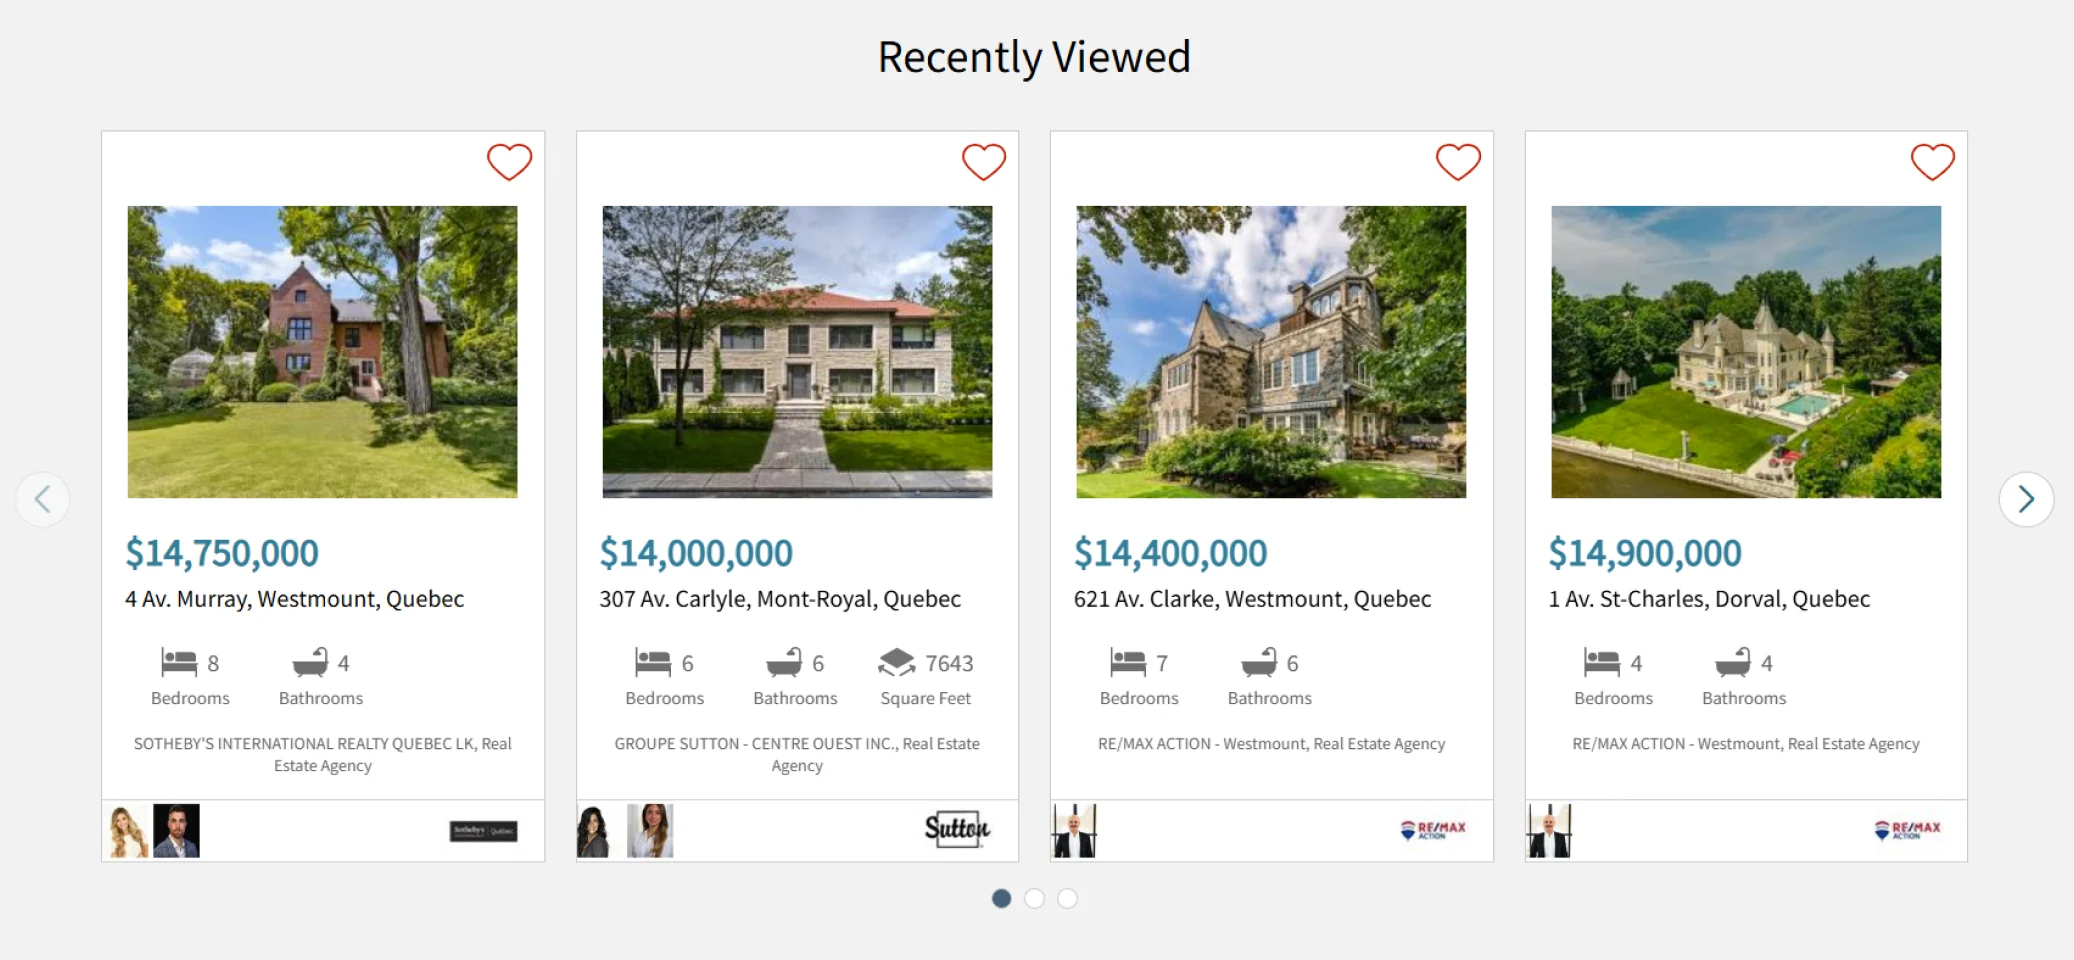 Recently Viewed
$14,750,000
4 Av. Murray, Westmount, Quebec
8
4
Bedrooms
Bathrooms
SOTHEBY'S INTERNATIONAL REALTY QUEBEC LK, Real
Estate Agency
Sotheby's Québec
$14,000,000
307 Av. Carlyle, Mont-Royal, Quebec
6
6
7643
Bedrooms
Bathrooms
Square Feet
GROUPE SUTTON - CENTRE OUEST INC., Real Estate
Agency
Sutton
$14,400,000
621 Av. Clarke, Westmount, Quebec
7
6
Bedrooms
Bathrooms
RE/MAX ACTION - Westmount, Real Estate Agency
RE/MAX
ACTION
$14,900,000
1 Av. St-Charles, Dorval, Quebec
4
4
Bedrooms
Bathrooms
RE/MAX ACTION - Westmount, Real Estate Agency
RE/MAX
ACTION